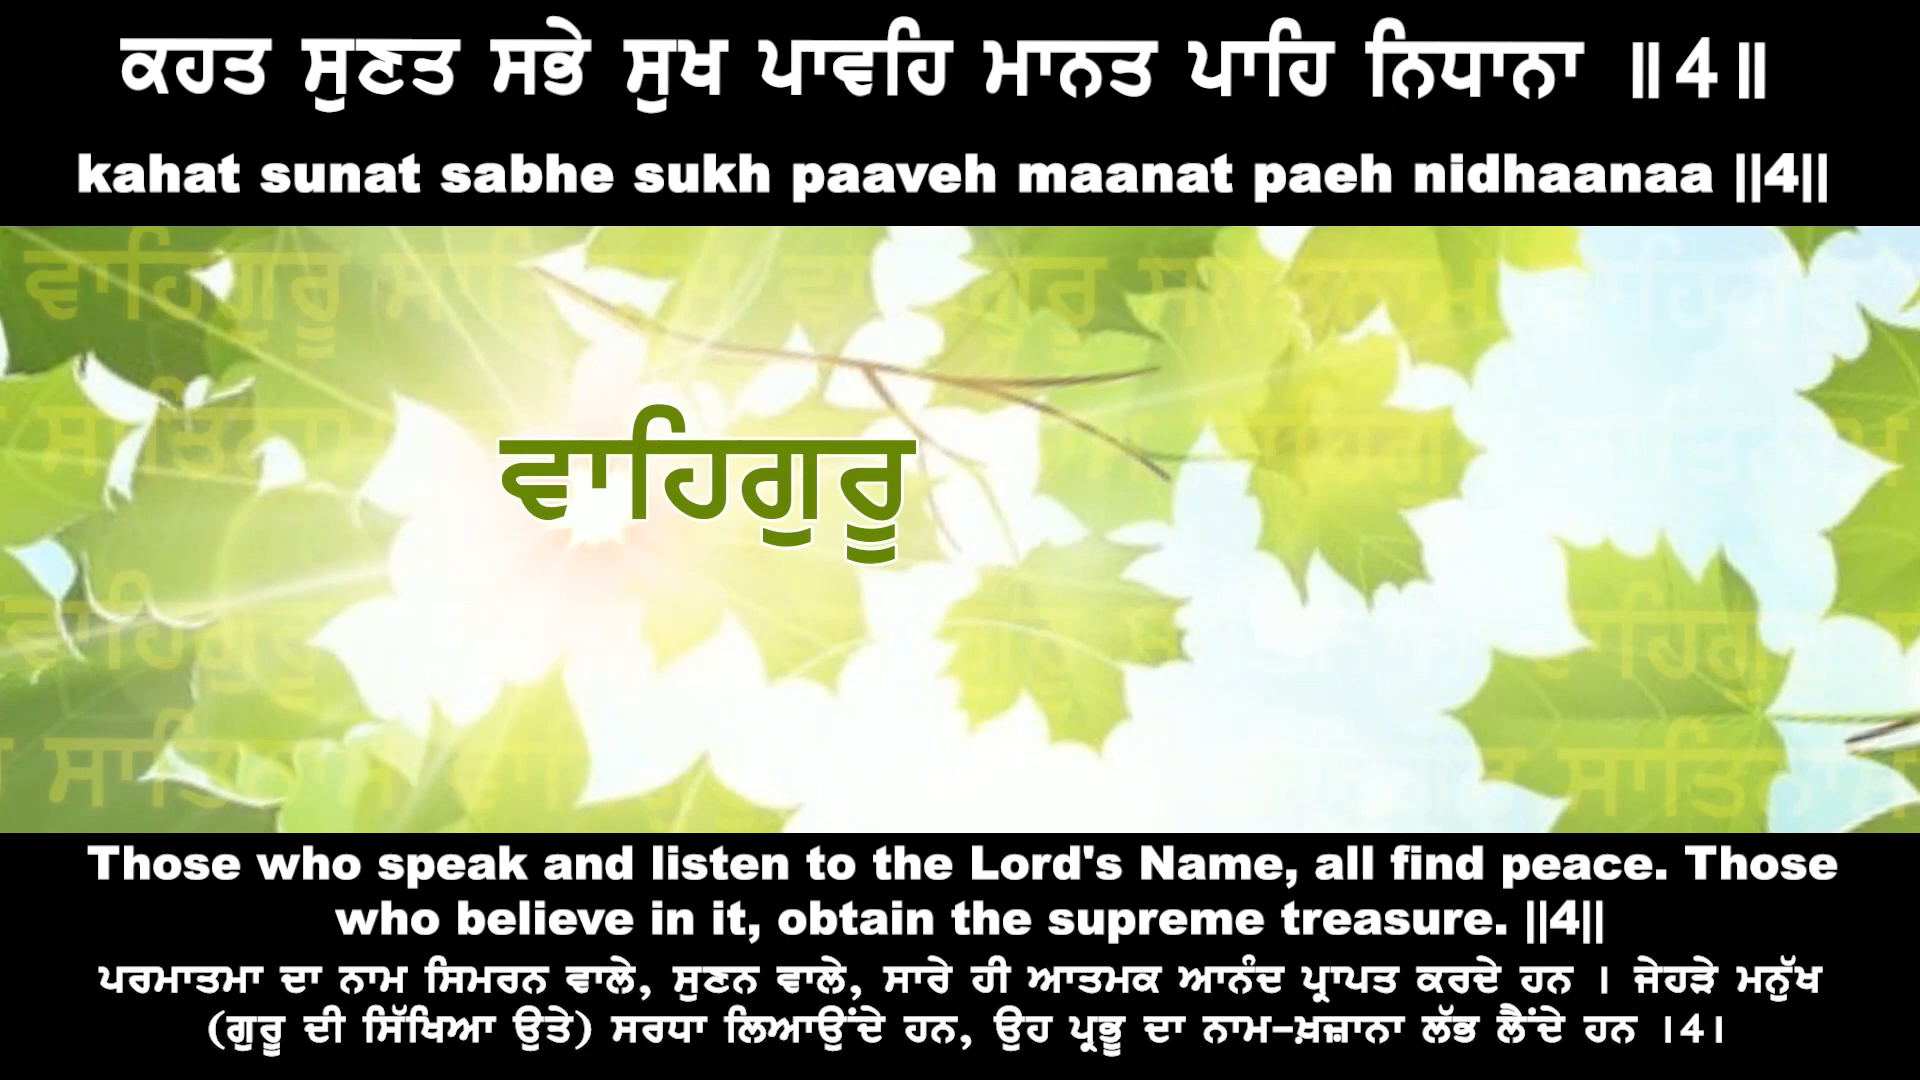 ਕਹਤ ਸੁਣਤ ਸਭੇ ਸੁਖ ਪਾਵਹਿ ਮਾਨਤ ਪਾਹਿ ਨਿਧਾਨਾ ॥4॥
kahat sunat sabhe sukh paaveh maanat paeh nidhaanaa ||4||
ਵਾਹਿਗੁਰੂ ਸਾਤਿਨਾਮ ਵਾਹਿਗੁਰੂ ਸਾਤਿਨਾਮ ਵਾਹਿਗੁਰੂ
ਸਾਤਿਨਾਮ ਸਾਤਿਨਾਮ
ਵਾਹਿਗੁਰੂ
ਵਾਹਿਗੁਰੂ ਵਾਹਿਗੁਰੂ
ਸਾਤਿਨਾਮ ਸਾਤਿਨਾਮ
Those who speak and listen to the Lord's Name, all find peace. Those
who believe in it, obtain the supreme treasure. ||4||
ਪਰਮਾਤਮਾ ਦਾ ਨਾਮ ਸਿਮਰਨ ਵਾਲੇ, ਸੁਣਨ ਵਾਲੇ, ਸਾਰੇ ਹੀ ਆਤਮਕ ਆਨੰਦ ਪ੍ਰਾਪਤ ਕਰਦੇ ਹਨ । ਜੇਹੜੇ ਮਨੁੱਖ
(ਗੁਰੂ ਦੀ ਸਿੱਖਿਆ ਉਤੇ) ਸਰਧਾ ਲਿਆਉਂਦੇ ਹਨ, ਉਹ ਪ੍ਰਭੂ ਦਾ ਨਾਮ-ਖ਼ਜ਼ਾਨਾ ਲੱਭ ਲੈਂਦੇ ਹਨ ।4।